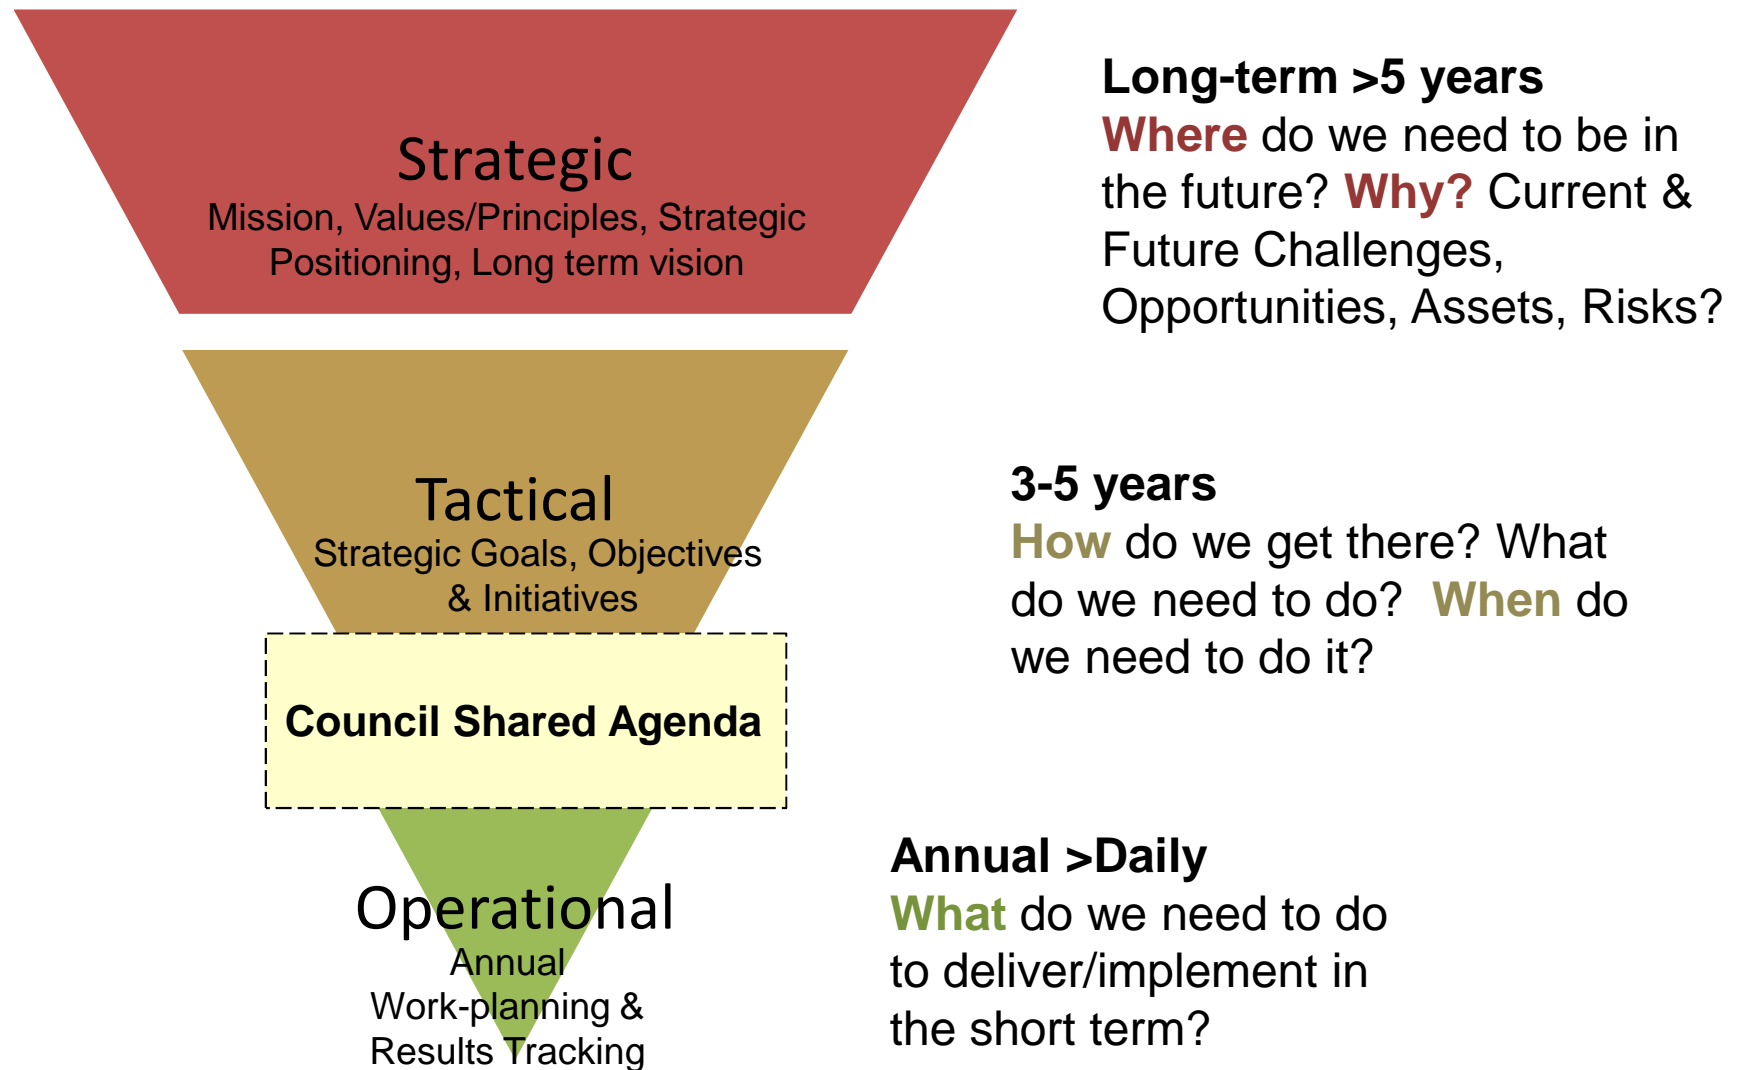 Strategic
Mission, Values/Principles, Strategic
Positioning, Long term vision
Long-term >5 years
Where do we need to be in
the future? Why? Current &
Future Challenges,
Opportunities, Assets, Risks?
Tactical
Strategic Goals, Objectives
& Initiatives
3-5 years
How do we get there? What
do we need to do?  When do
we need to do it?
Council Shared Agenda
Operational
Annual
Work-planning &
Results Tracking
Annual >Daily
What do we need to do
to deliver/implement in
the short term?